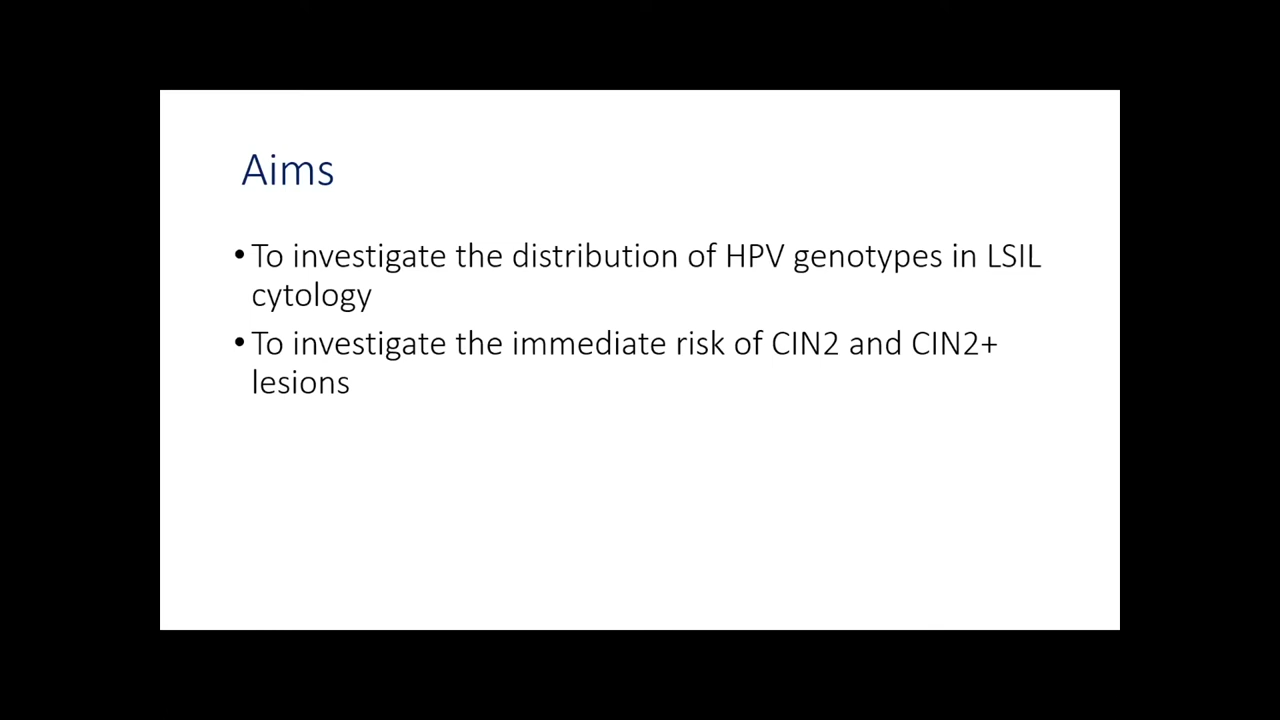 Aims
•To investigate the distribution of HPV genotypes in LSIL
cytology
•To investigate the immediate risk of CIN2 and CIN2+
lesions